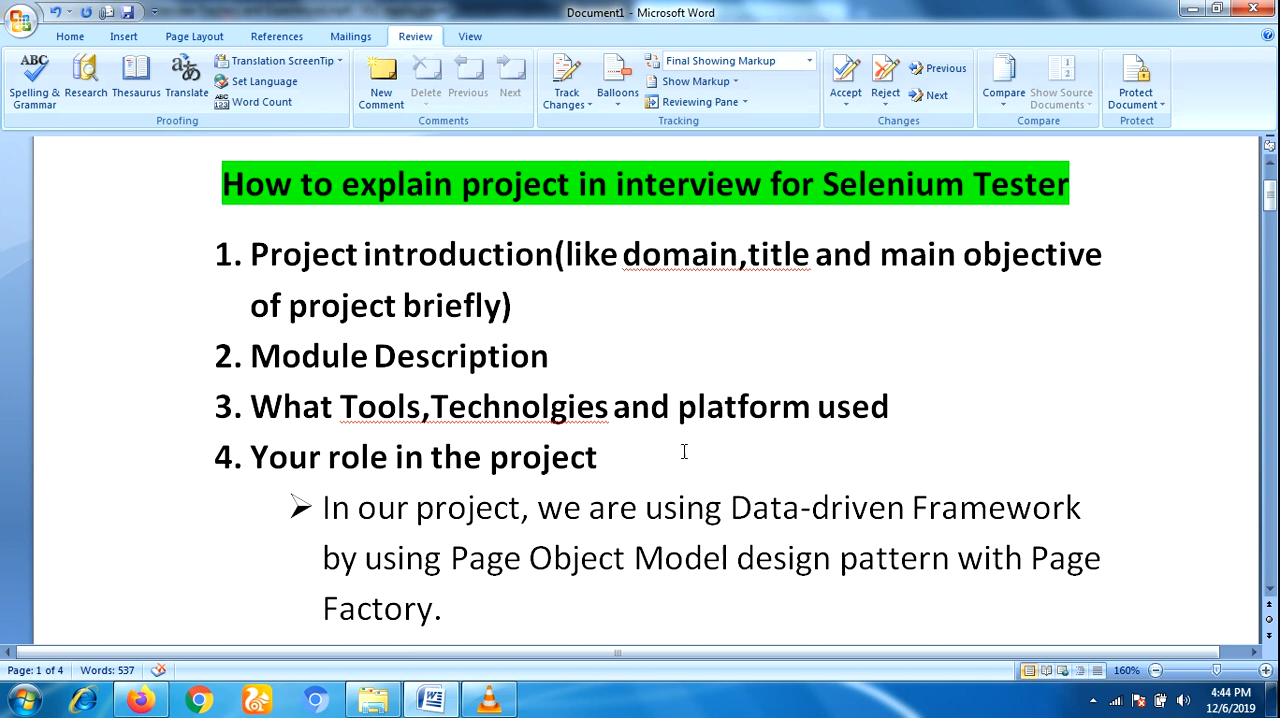 Document1 - Microsoft Word
Home Insert Page Layout References Mailings Review View
ABC Translation ScreenTip Final Showing Markup Previous
Set Language Show Markup Next
Spelling & Grammar Research Thesaurus Translate ABC 123 Word Count New Comment Delete Previous Next Track Changes Balloons Reviewing Pane Accept Reject Compare Show Source Documents Protect Document
Proofing Comments Tracking Changes Compare Protect
How to explain project in interview for Selenium Tester
1. Project introduction(like domain,title and main objective
of project briefly)
2. Module Description
3. What Tools,Technolgies and platform used
4. Your role in the project
➢ In our project, we are using Data-driven Framework
by using Page Object Model design pattern with Page
Factory.
Page: 1 of 4 Words: 537 160%
4:44 PM
12/6/2019